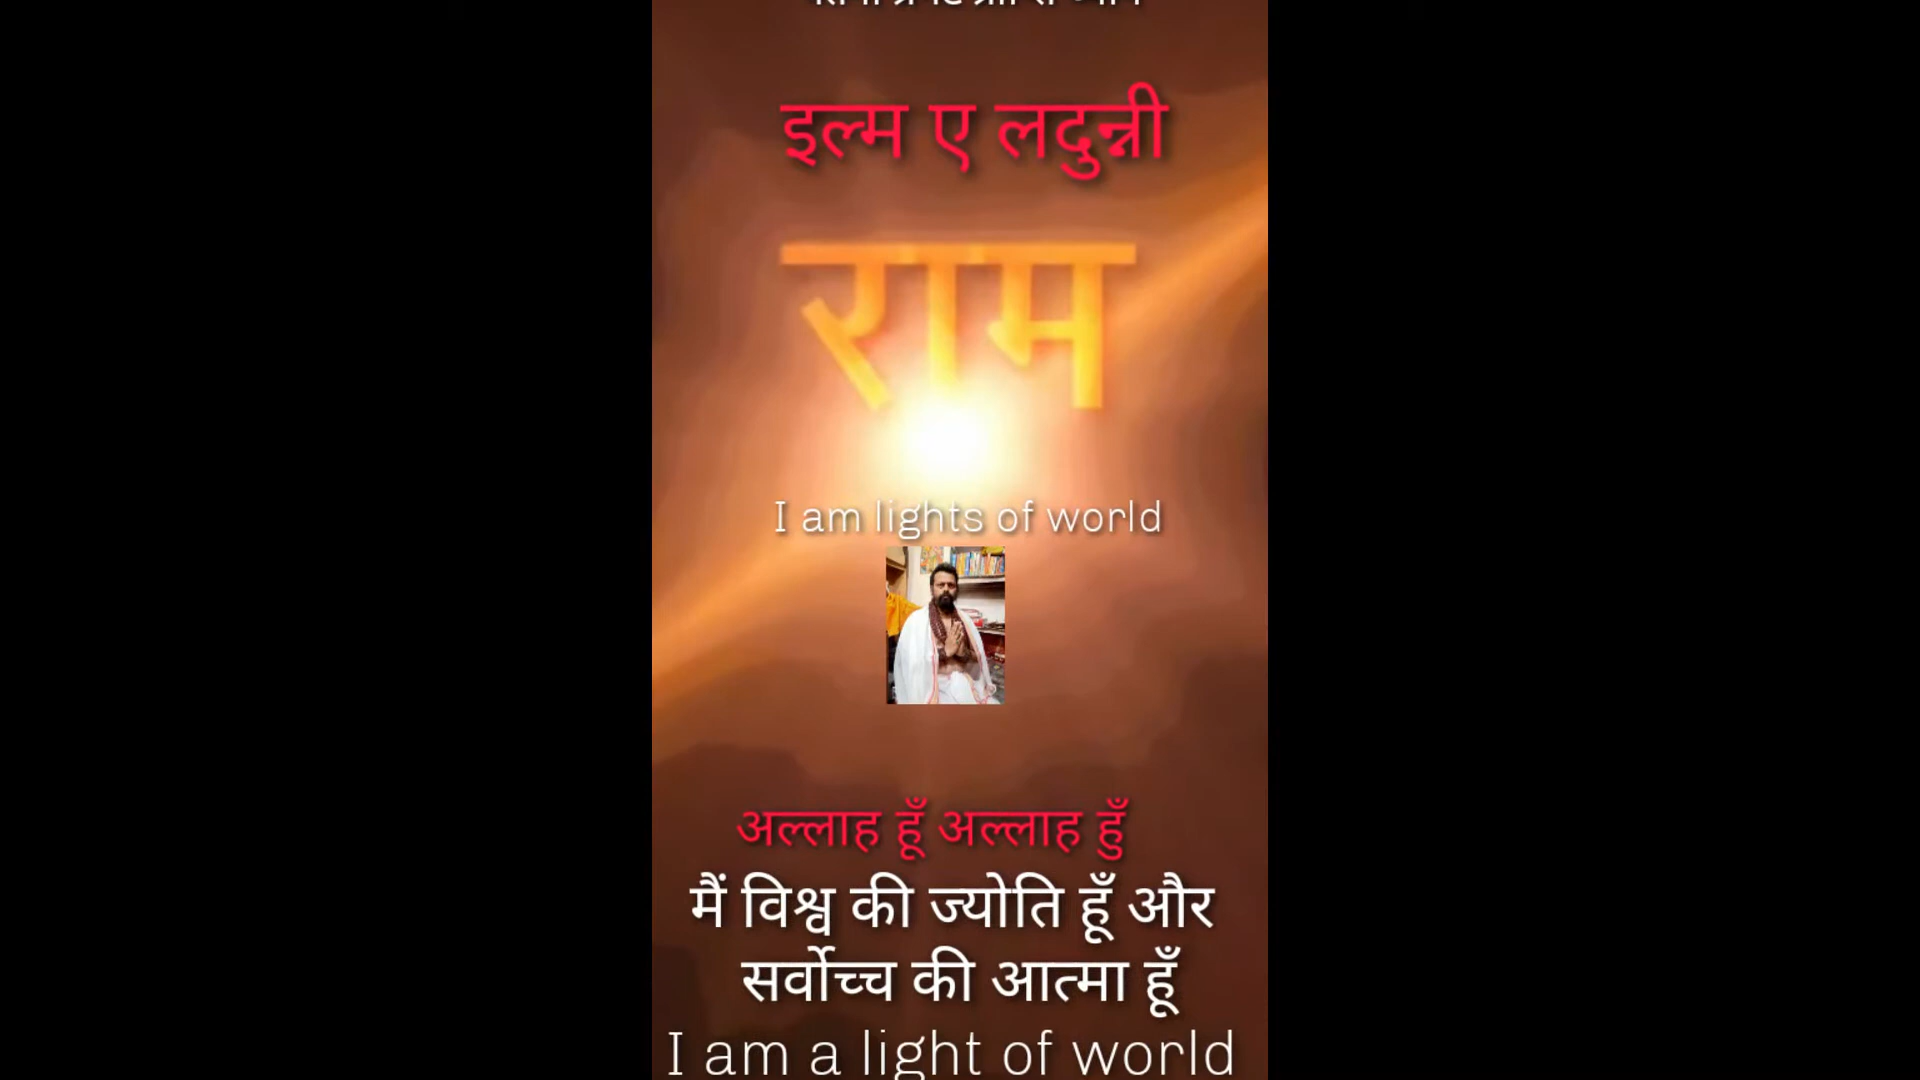 इल्म ए लदुन्नी
राम
I am lights of world
अल्लाह हूँ अल्लाह हुँ
मैं विश्व की ज्योति हूँ और
सर्वोच्च की आत्मा हूँ
I am a light of world